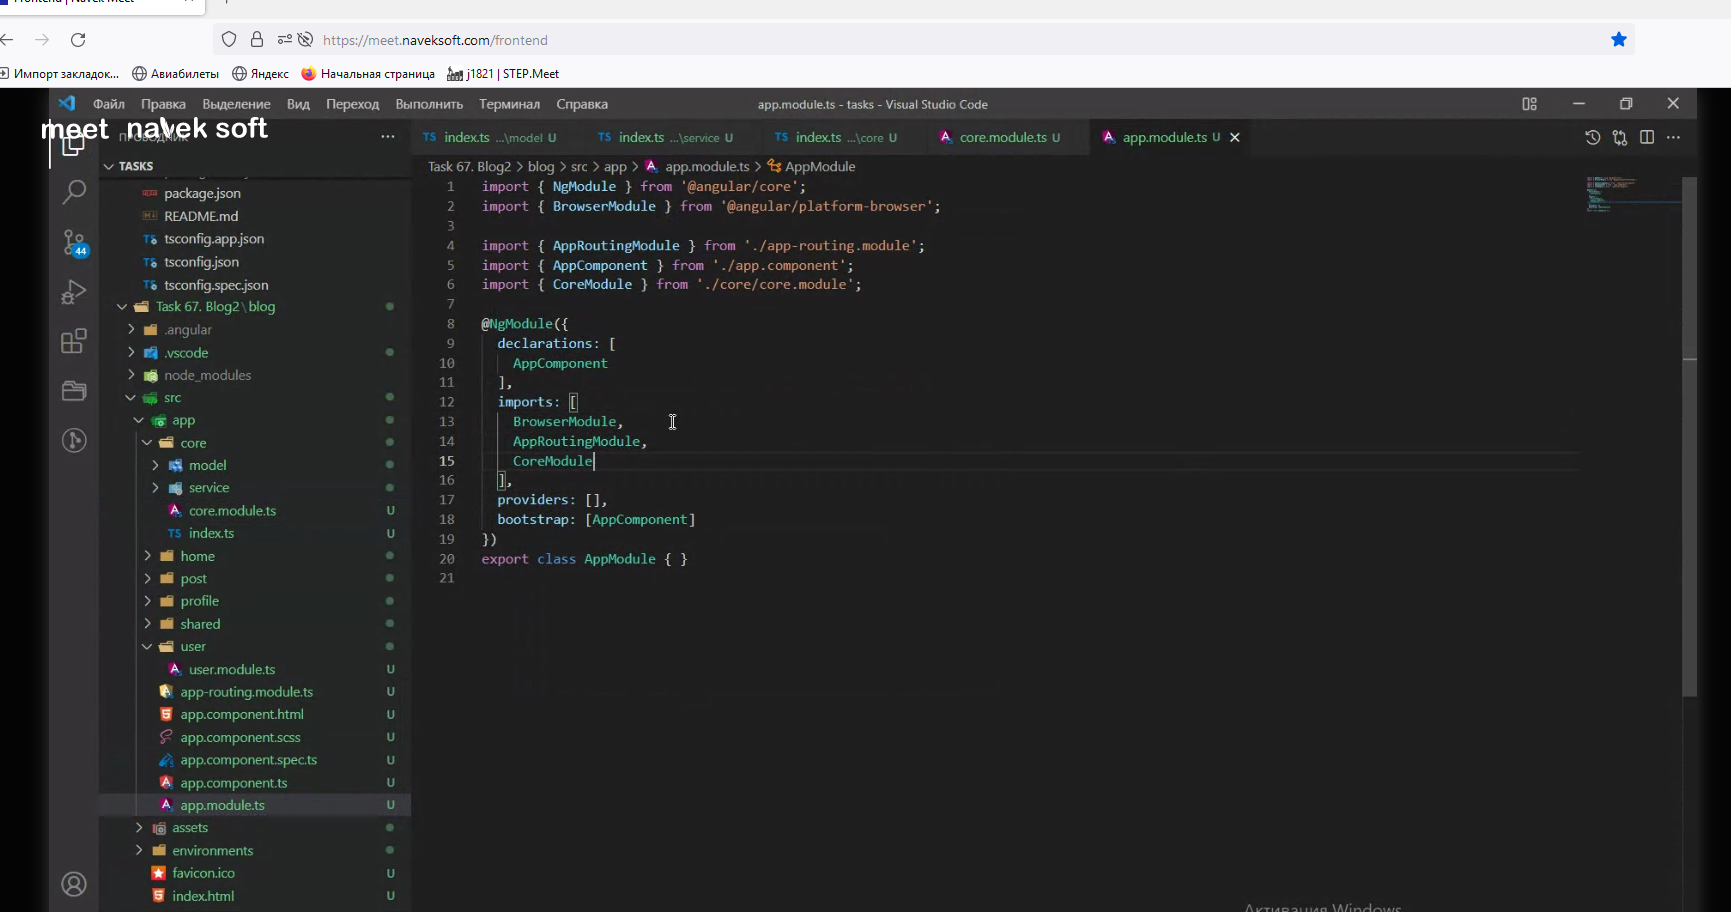 Frontend | Navek Meet
https://meet.naveksoft.com/frontend
Импорт закладок... Авиабилеты Яндекс Начальная страница j1821 | STEP.Meet
Файл Правка Выделение Вид Переход Выполнить Терминал Справка app.module.ts - tasks - Visual Studio Code
meet navek soft
index.ts ...\model U index.ts ...\service U index.ts ...\core U core.module.ts U app.module.ts U
TASKS
Task 67. Blog2 > blog > src > app > app.module.ts > AppModule
package.json
README.md
tsconfig.app.json
tsconfig.json
tsconfig.spec.json
Task 67. Blog2\blog
.angular
.vscode
node_modules
src
app
core
model
service
core.module.ts U
index.ts U
home
post
profile
shared
user
user.module.ts U
app-routing.module.ts U
app.component.html U
app.component.scss U
app.component.spec.ts U
app.component.ts U
app.module.ts U
assets
environments
favicon.ico U
index.html U
44
1 import { NgModule } from '@angular/core';
2 import { BrowserModule } from '@angular/platform-browser';
3
4 import { AppRoutingModule } from './app-routing.module';
5 import { AppComponent } from './app.component';
6 import { CoreModule } from './core/core.module';
7
8 @NgModule({
9 declarations: [
10 AppComponent
11 ],
12 imports: [
13 BrowserModule,
14 AppRoutingModule,
15 CoreModule
16 ],
17 providers: [],
18 bootstrap: [AppComponent]
19 })
20 export class AppModule { }
21
Активация Windows